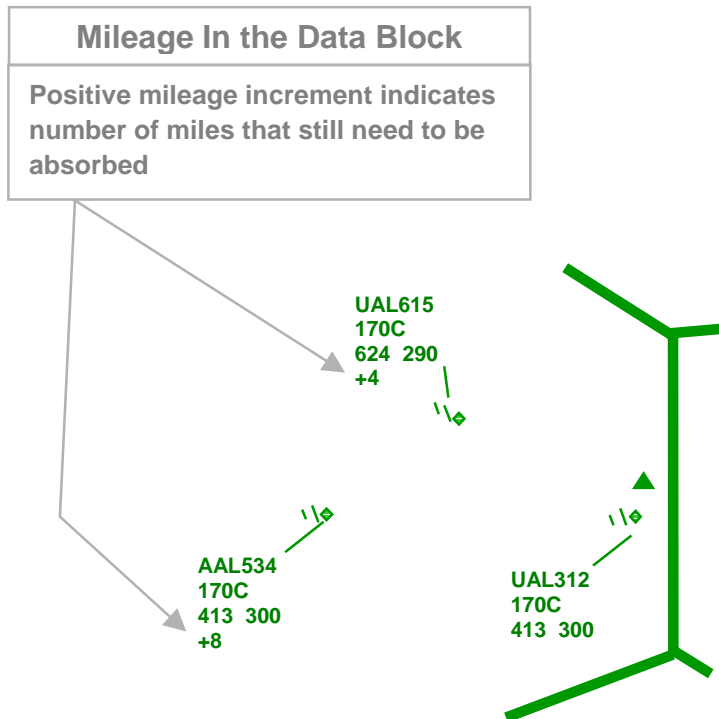 Mileage In the Data Block
Positive mileage increment indicates
number of miles that still need to be
absorbed
UAL615
170C
624 290
+4
AAL534
170C
413 300
+8
UAL312
170C
413 300